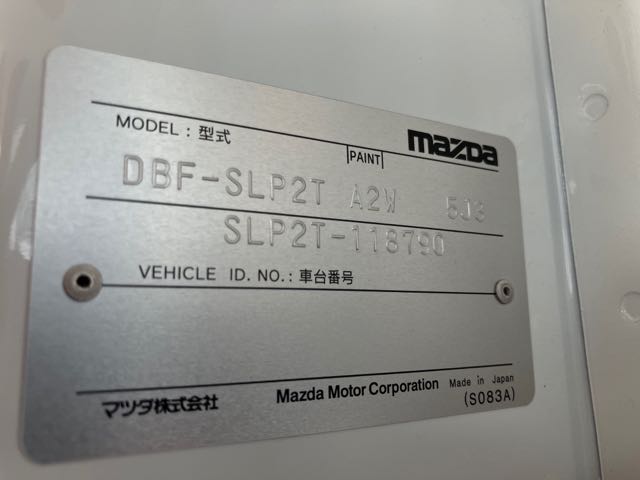 MODEL : 型式
PAINT
mazda
DBF-SLP2T A2W 5J3
SLP2T-118790
VEHICLE ID. NO. : 車台番号
マツダ株式会社 Mazda Motor Corporation Made in Japan
(S083A)